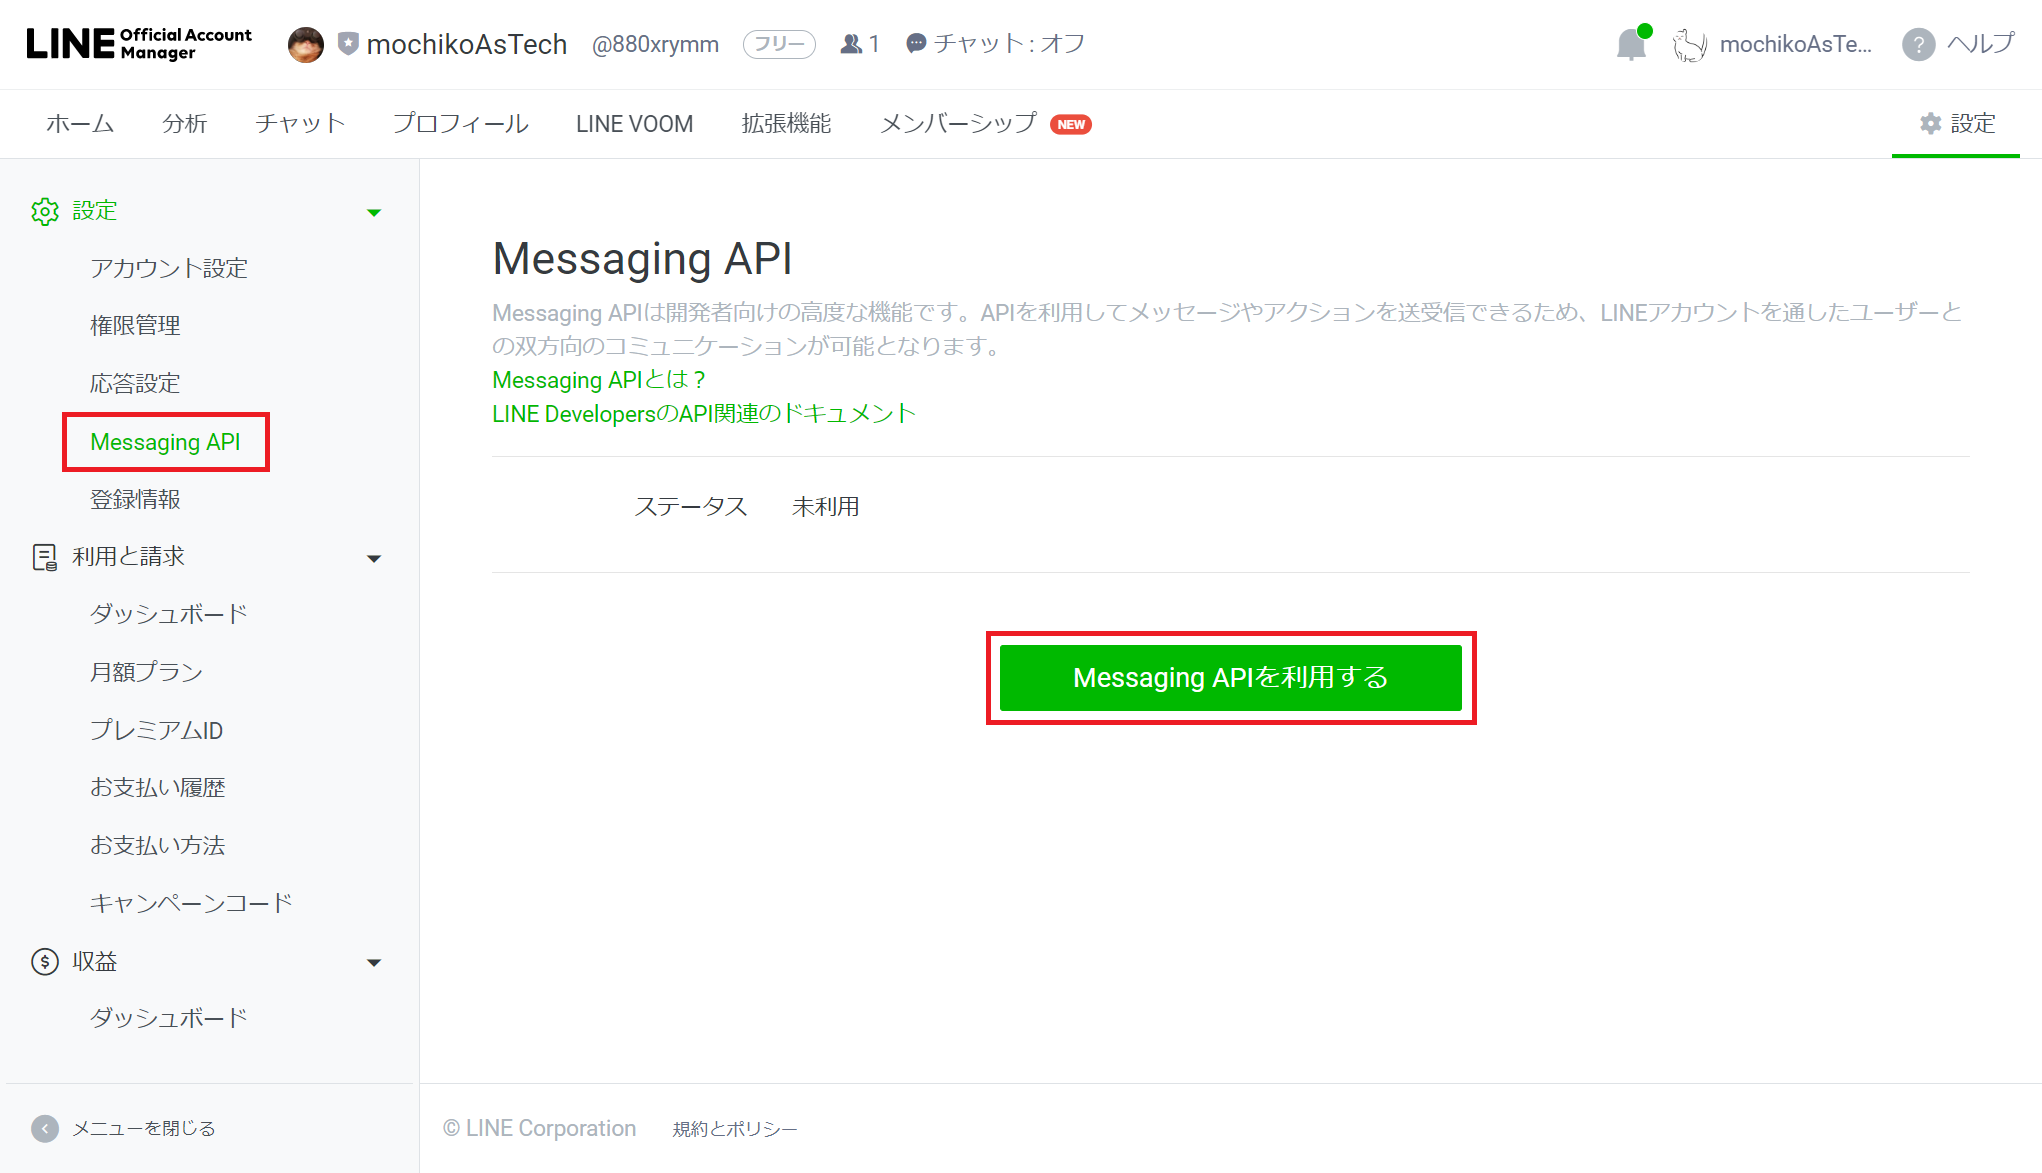 LINE Official Account Manager
mochikoAsTech @880xrymm フリー 1 チャット : オフ
mochikoAsTe... ? ヘルプ
ホーム 分析 チャット プロフィール LINE VOOM 拡張機能 メンバーシップ NEW 設定
設定
アカウント設定
権限管理
応答設定
Messaging API
登録情報
利用と請求
ダッシュボード
月額プラン
プレミアムID
お支払い履歴
お支払い方法
キャンペーンコード
収益
ダッシュボード
メニューを閉じる
Messaging API
Messaging APIは開発者向けの高度な機能です。APIを利用してメッセージやアクションを送受信できるため、LINEアカウントを通したユーザーと
の双方向のコミュニケーションが可能となります。
Messaging APIとは？
LINE DevelopersのAPI関連のドキュメント
ステータス 未利用
Messaging APIを利用する
© LINE Corporation 規約とポリシー